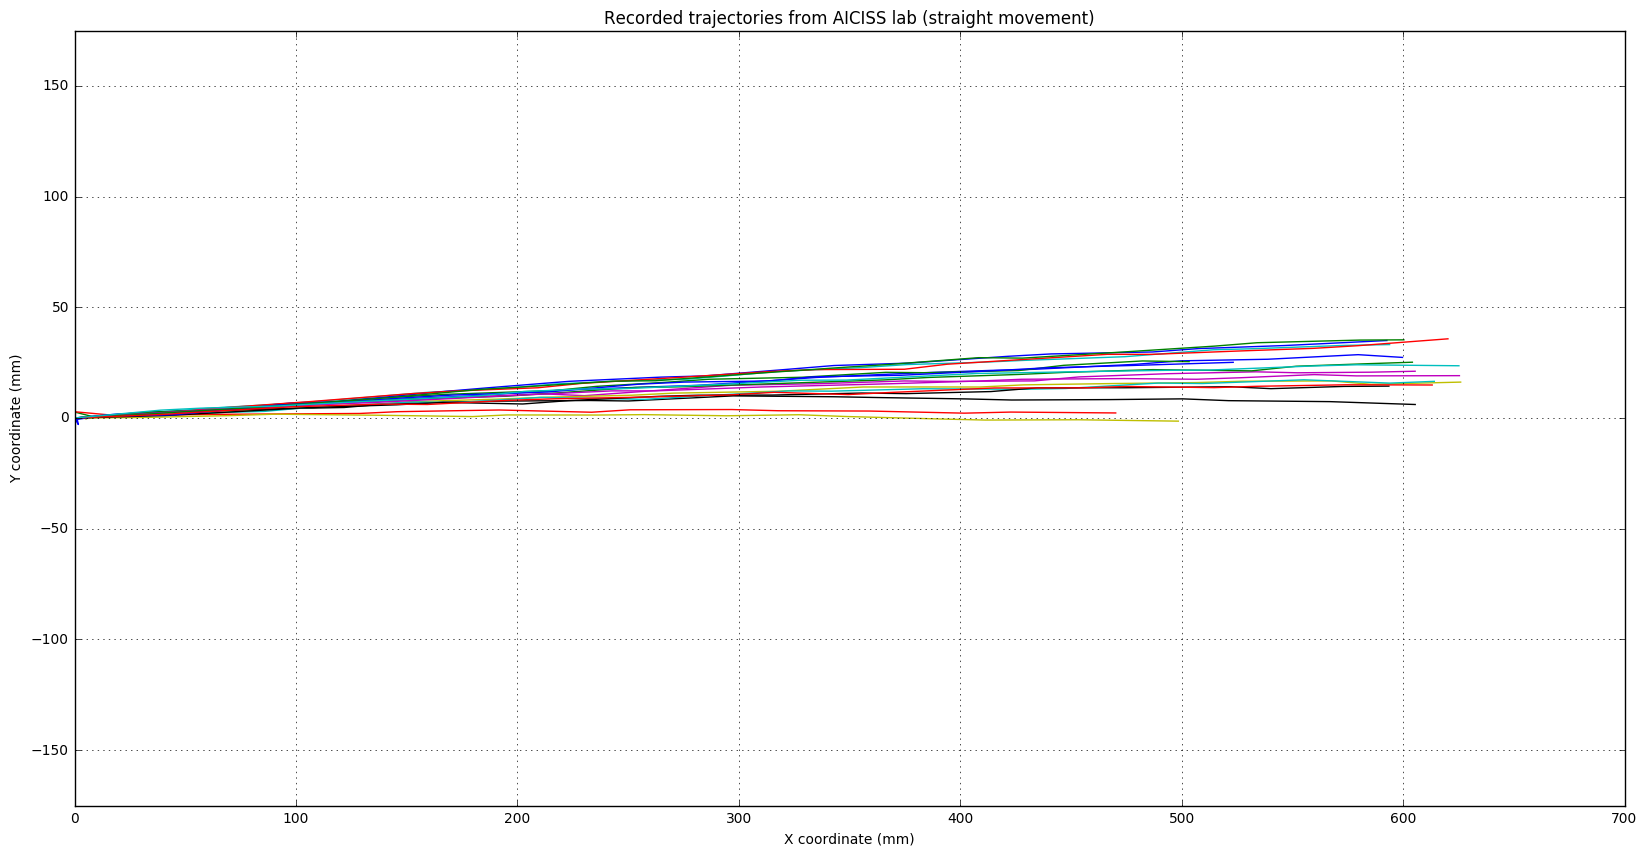 Recorded trajectories from AICISS lab (straight movement)
150
100
50
0
−50
−100
−150
Y coordinate (mm)
0 100 200 300 400 500 600 700
X coordinate (mm)